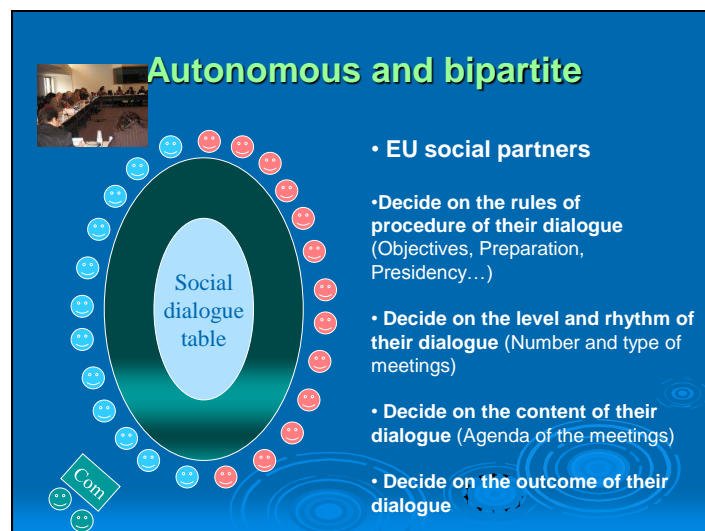 Autonomous and bipartite
Social
dialogue
table
Com
• EU social partners
•Decide on the rules of
procedure of their dialogue
(Objectives, Preparation,
Presidency…)
• Decide on the level and rhythm of
their dialogue (Number and type of
meetings)
• Decide on the content of their
dialogue (Agenda of the meetings)
• Decide on the outcome of their
dialogue